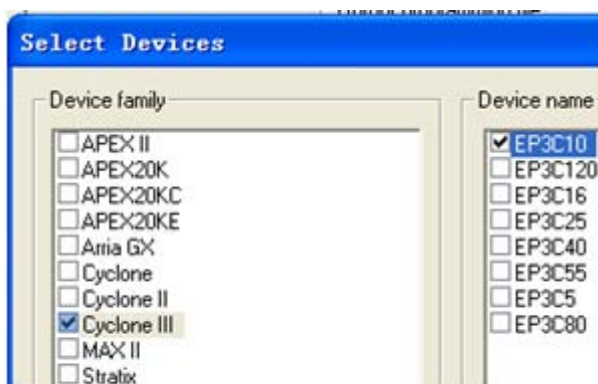 Select Devices
Device family
APEX II
APEX20K
APEX20KC
APEX20KE
Arria GX
Cyclone
Cyclone II
Cyclone III
MAX II
Stratix
Device name
EP3C10
EP3C120
EP3C16
EP3C25
EP3C40
EP3C55
EP3C5
EP3C80